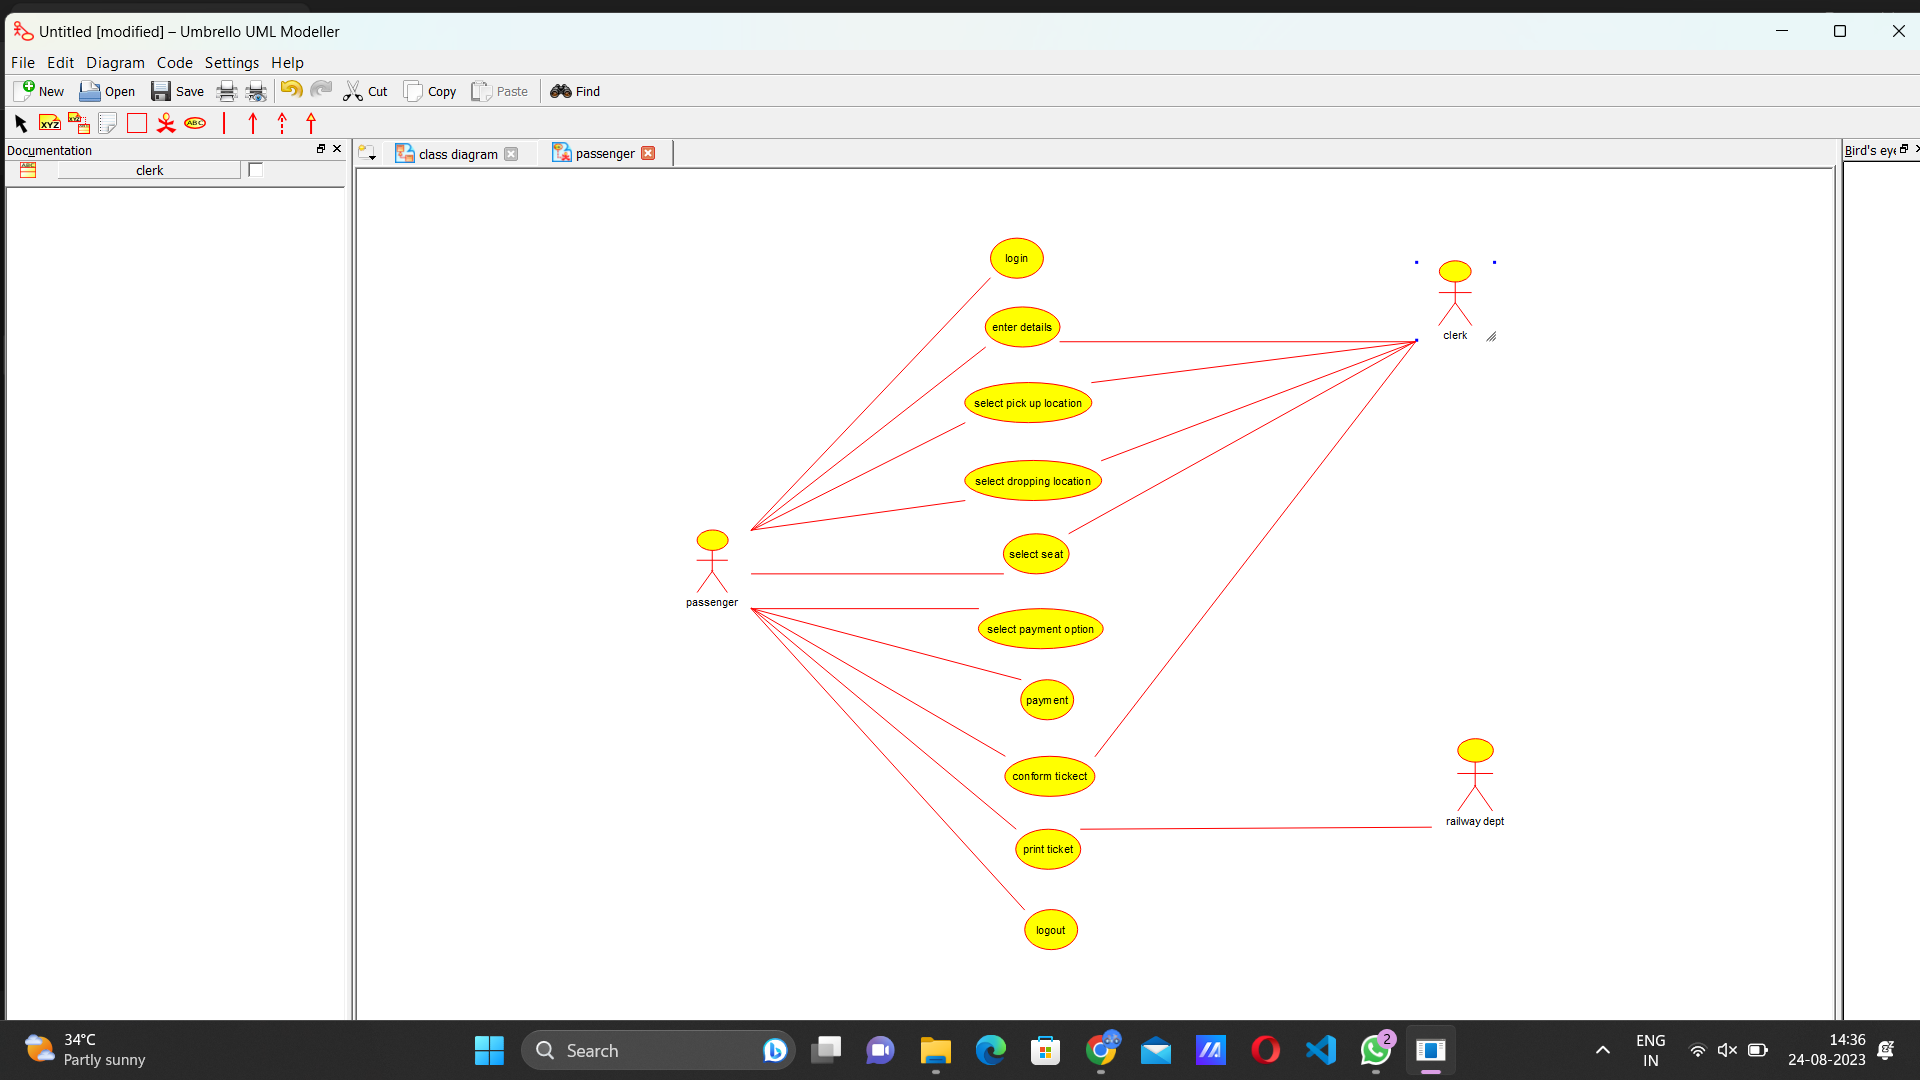 Untitled [modified] – Umbrello UML Modeller
File Edit Diagram Code Settings Help
New Open Save Cut Copy Paste Find
XYZ XYZ ABC
Documentation
clerk
class diagram
passenger
Bird's eye
login
enter details
select pick up location
select dropping location
select seat
select payment option
payment
conform tickect
print ticket
logout
passenger
clerk
railway dept
34°C
Partly sunny
Search
2
ENG
IN
14:36
24-08-2023